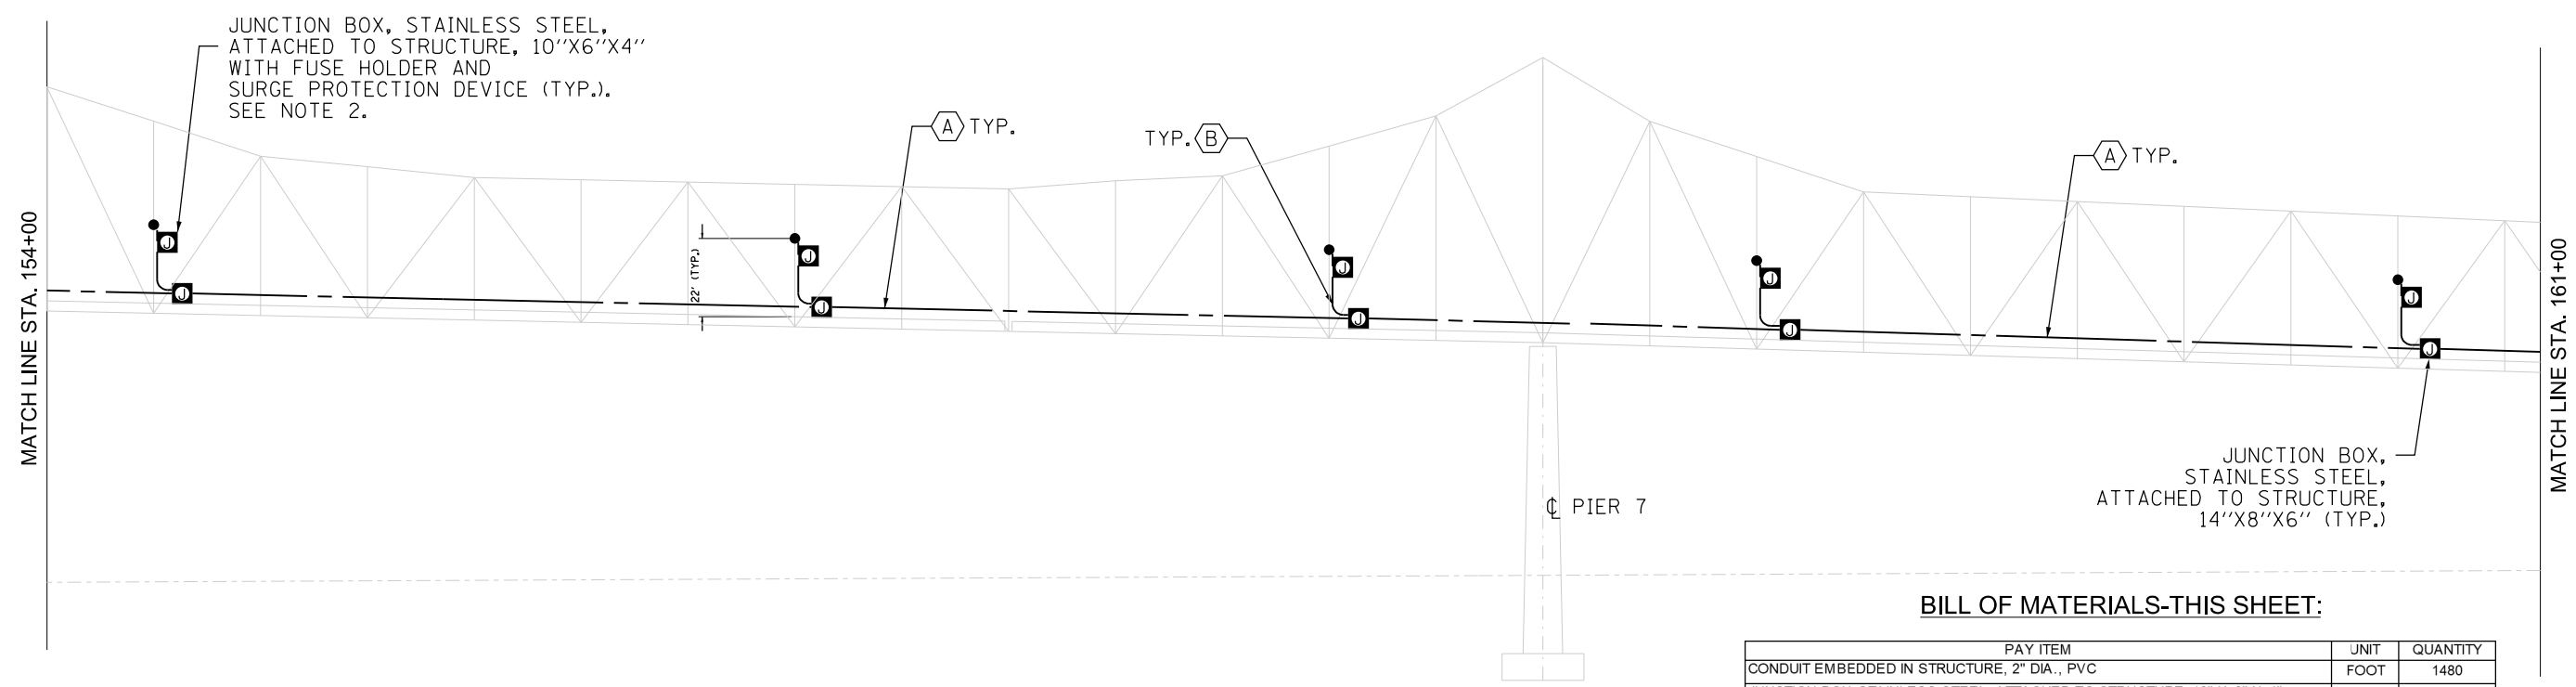 JUNCTION BOX, STAINLESS STEEL,
ATTACHED TO STRUCTURE, 10''X6''X4''
WITH FUSE HOLDER AND
SURGE PROTECTION DEVICE (TYP.).
SEE NOTE 2.
A TYP.
TYP. B
A TYP.
MATCH LINE STA. 154+00
J
J
22' (TYP.)
J
J
J
J
J
J
J
J
MATCH LINE STA. 161+00
JUNCTION BOX,
STAINLESS STEEL,
ATTACHED TO STRUCTURE,
14''X8''X6'' (TYP.)
℄ PIER 7
BILL OF MATERIALS-THIS SHEET:
PAY ITEM UNIT QUANTITY
CONDUIT EMBEDDED IN STRUCTURE, 2" DIA., PVC FOOT 1480